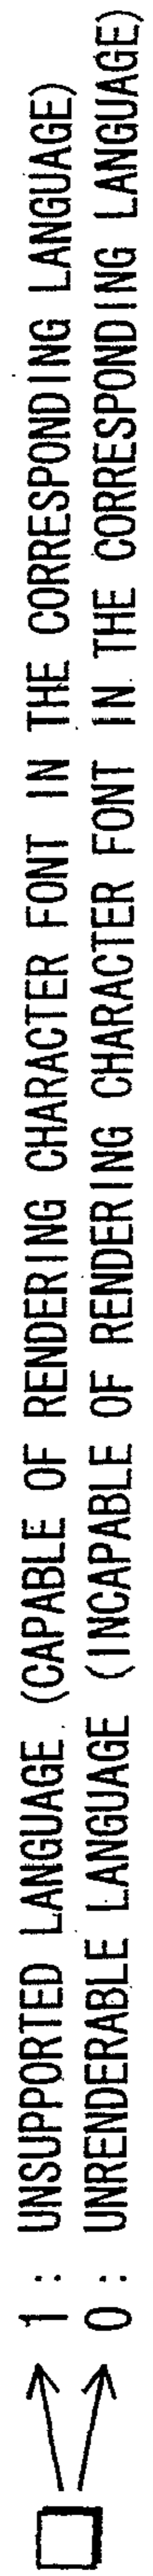 1: UNSUPPORTED LANGUAGE (CAPABLE OF RENDERING CHARACTER FONT IN THE CORRESPONDING LANGUAGE)
0: UNRENDERABLE LANGUAGE (INCAPABLE OF RENDERING CHARACTER FONT IN THE CORRESPONDING LANGUAGE)